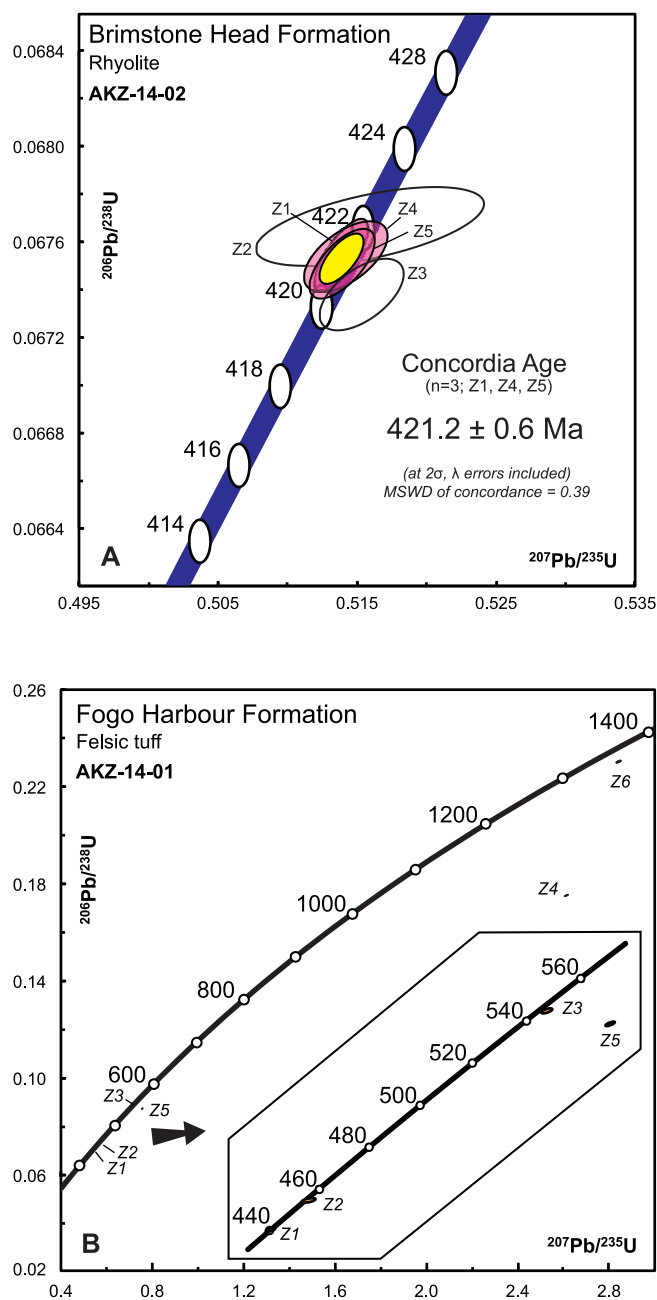 Brimstone Head Formation
Rhyolite
AKZ-14-02
0.0684
0.0680
0.0676
0.0672
0.0668
0.0664
206Pb/238U
428
424
422
420
418
416
414
Z1
Z2
Z4
Z5
Z3
Concordia Age
(n=3; Z1, Z4, Z5)
421.2 ± 0.6 Ma
(at 2σ, λ errors included)
MSWD of concordance = 0.39
A
207Pb/235U
0.495
0.505
0.515
0.525
0.535
Fogo Harbour Formation
Felsic tuff
AKZ-14-01
0.26
0.22
0.18
0.14
0.10
0.06
0.02
206Pb/238U
1400
1200
1000
800
600
Z6
Z4
Z3
Z5
Z2
Z1
560
540
520
500
480
460
440
Z3
Z5
Z2
Z1
B
207Pb/235U
0.4
0.8
1.2
1.6
2.0
2.4
2.8